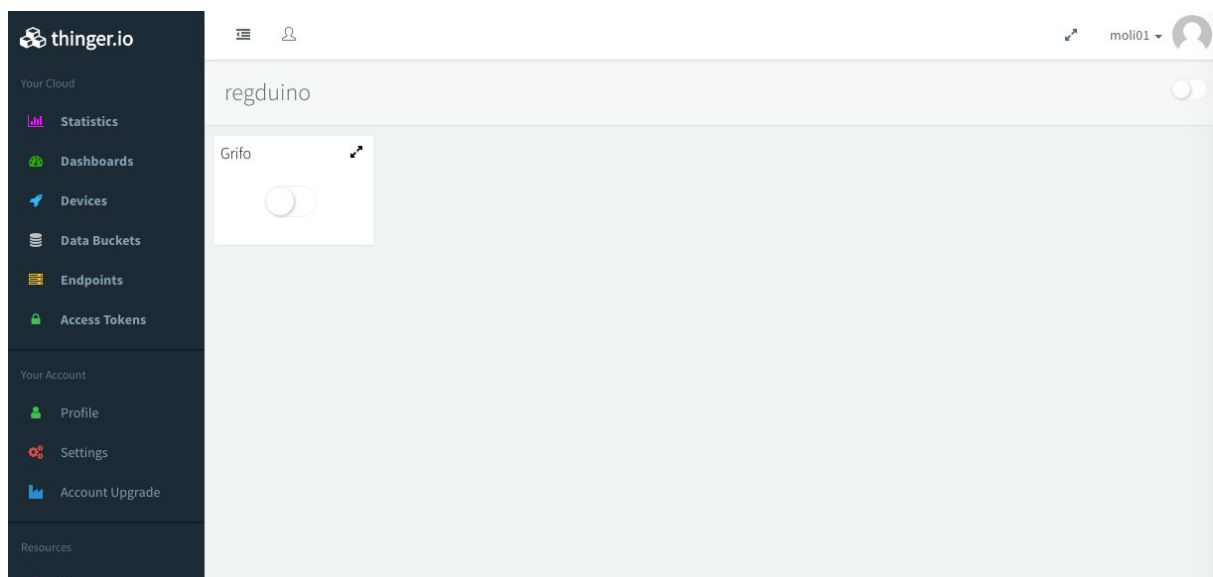 thinger.io
moli01
Your Cloud
regduino
Statistics
Dashboards
Grifo
Devices
Data Buckets
Endpoints
Access Tokens
Your Account
Profile
Settings
Account Upgrade
Resources